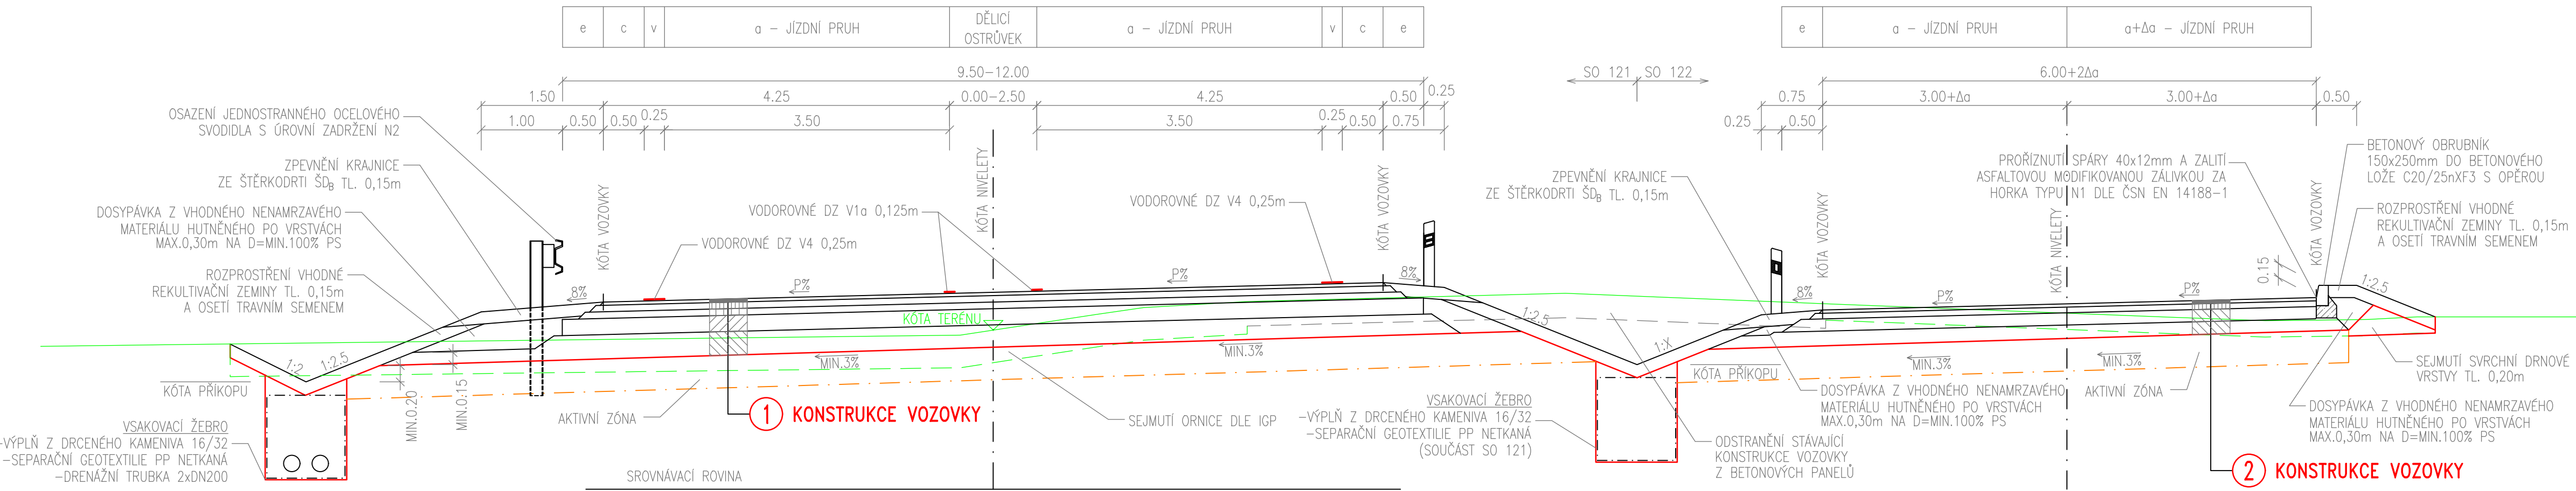 e
c
v
a – JÍZDNÍ PRUH
DĚLICÍ
OSTRŮVEK
a – JÍZDNÍ PRUH
v
c
e
e
a – JÍZDNÍ PRUH
a+Δa – JÍZDNÍ PRUH
9.50–12.00
SO 121
SO 122
6.00+2Δa
1.50
4.25
0.00–2.50
4.25
0.50
0.25
0.75
3.00+Δa
3.00+Δa
0.50
1.00
0.50
0.50
0.25
3.50
3.50
0.25
0.50
0.75
0.25
0.50
OSAZENÍ JEDNOSTRANNÉHO OCELOVÉHO
SVODIDLA S ÚROVNÍ ZADRŽENÍ N2
ZPEVNĚNÍ KRAJNICE
ZE ŠTĚRKODRTI ŠDB TL. 0,15m
DOSYPÁVKA Z VHODNÉHO NENAMRZAVÉHO
MATERIÁLU HUTNĚNÉHO PO VRSTVÁCH
MAX.0,30m NA D=MIN.100% PS
ROZPROSTŘENÍ VHODNÉ
REKULTIVAČNÍ ZEMINY TL. 0,15m
A OSETÍ TRAVNÍM SEMENEM
KÓTA VOZOVKY
VODOROVNÉ DZ V4 0,25m
VODOROVNÉ DZ V1a 0,125m
KÓTA NIVELETY
VODOROVNÉ DZ V4 0,25m
KÓTA VOZOVKY
ZPEVNĚNÍ KRAJNICE
ZE ŠTĚRKODRTI ŠDB TL. 0,15m
KÓTA VOZOVKY
PROŘÍZNUTÍ SPÁRY 40x12mm A ZALITÍ
ASFALTOVOU MODIFIKOVANOU ZÁLIVKOU ZA
HORKA TYPU N1 DLE ČSN EN 14188–1
KÓTA NIVELETY
KÓTA VOZOVKY
BETONOVÝ OBRUBNÍK
150x250mm DO BETONOVÉHO
LOŽE C20/25nXF3 S OPĚROU
ROZPROSTŘENÍ VHODNÉ
REKULTIVAČNÍ ZEMINY TL. 0,15m
A OSETÍ TRAVNÍM SEMENEM
8%
P%
P%
8%
8%
P%
P%
0.15
1:2.5
KÓTA TERÉNU
1:2
1:2.5
1:2.5
1:X
MIN.3%
MIN.3%
MIN.3%
MIN.3%
KÓTA PŘÍKOPU
MIN.0.20
MIN.0.15
VSAKOVACÍ ŽEBRO
–VÝPLŇ Z DRCENÉHO KAMENIVA 16/32
–SEPARAČNÍ GEOTEXTILIE PP NETKANÁ
–DRENÁŽNÍ TRUBKA 2xDN200
AKTIVNÍ ZÓNA
1 KONSTRUKCE VOZOVKY
SEJMUTÍ ORNICE DLE IGP
SROVNÁVACÍ ROVINA
VSAKOVACÍ ŽEBRO
–VÝPLŇ Z DRCENÉHO KAMENIVA 16/32
–SEPARAČNÍ GEOTEXTILIE PP NETKANÁ
(SOUČÁST SO 121)
KÓTA PŘÍKOPU
DOSYPÁVKA Z VHODNÉHO NENAMRZAVÉHO
MATERIÁLU HUTNĚNÉHO PO VRSTVÁCH
MAX.0,30m NA D=MIN.100% PS
ODSTRANĚNÍ STÁVAJÍCÍ
KONSTRUKCE VOZOVKY
Z BETONOVÝCH PANELŮ
AKTIVNÍ ZÓNA
SEJMUTÍ SVRCHNÍ DRNOVÉ
VRSTVY TL. 0,20m
DOSYPÁVKA Z VHODNÉHO NENAMRZAVÉHO
MATERIÁLU HUTNĚNÉHO PO VRSTVÁCH
MAX.0,30m NA D=MIN.100% PS
2 KONSTRUKCE VOZOVKY